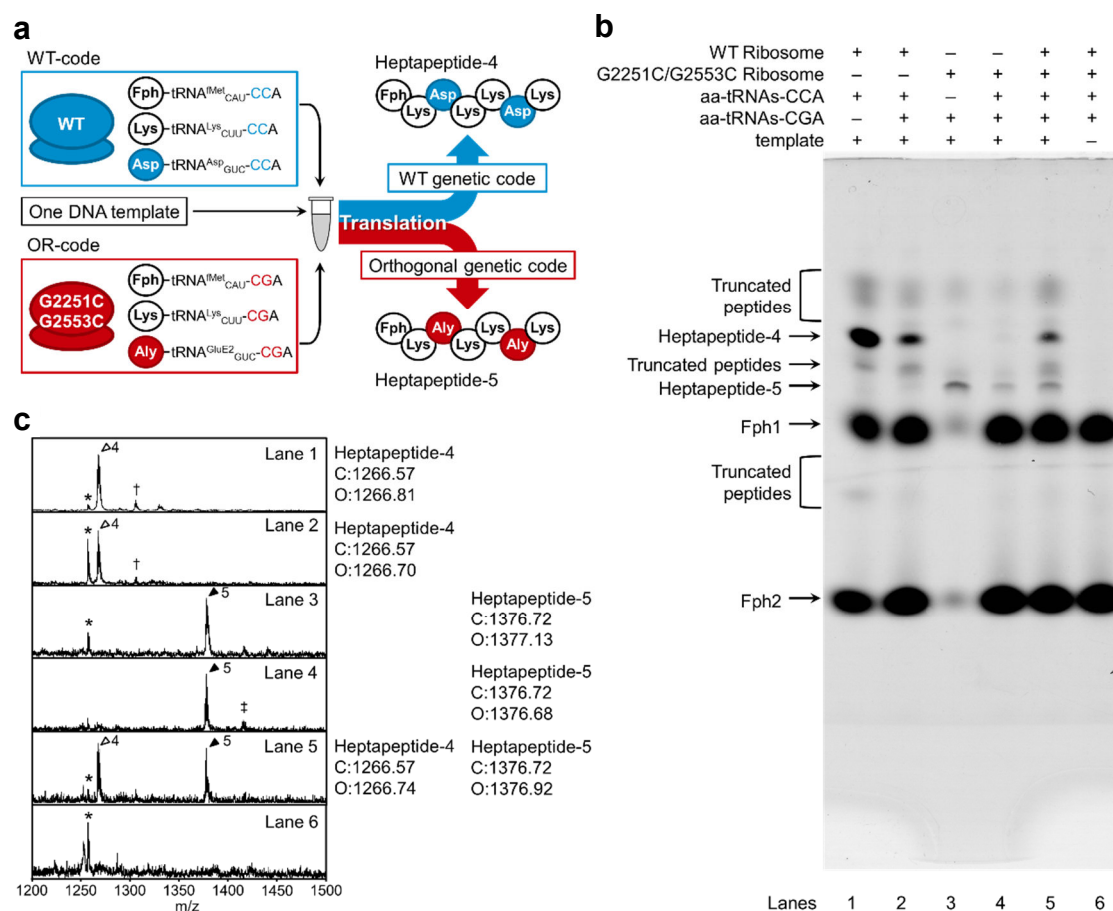 a
WT-code
WT
Fph-tRNAfMetCAU-CCA
Lys-tRNALysCUU-CCA
Asp-tRNAAspGUC-CCA
One DNA template
OR-code
G2251C
G2553C
Fph-tRNAfMetCAU-CGA
Lys-tRNALysCUU-CGA
Aly-tRNAGluE2GUC-CGA
Translation
Heptapeptide-4
Fph Lys Asp Lys Lys Asp Lys
WT genetic code
Orthogonal genetic code
Fph Lys Aly Lys Lys Aly Lys
Heptapeptide-5
b
WT Ribosome + + – – + +
G2251C/G2553C Ribosome – – + + + +
aa-tRNAs-CCA + + – + + +
aa-tRNAs-CGA – + + + + +
template + + + + + –
Truncated
peptides
Heptapeptide-4
Truncated peptides
Heptapeptide-5
Fph1
Truncated
peptides
Fph2
Lanes 1 2 3 4 5 6
c
4 * † Lane 1
Heptapeptide-4
C:1266.57
O:1266.81
4 * † Lane 2
Heptapeptide-4
C:1266.57
O:1266.70
5 * Lane 3
Heptapeptide-5
C:1376.72
O:1377.13
5 ‡ Lane 4
Heptapeptide-5
C:1376.72
O:1376.68
4 5 * Lane 5
Heptapeptide-4 Heptapeptide-5
C:1266.57 C:1376.72
O:1266.74 O:1376.92
* Lane 6
1200 1250 1300 1350 1400 1450 1500
m/z